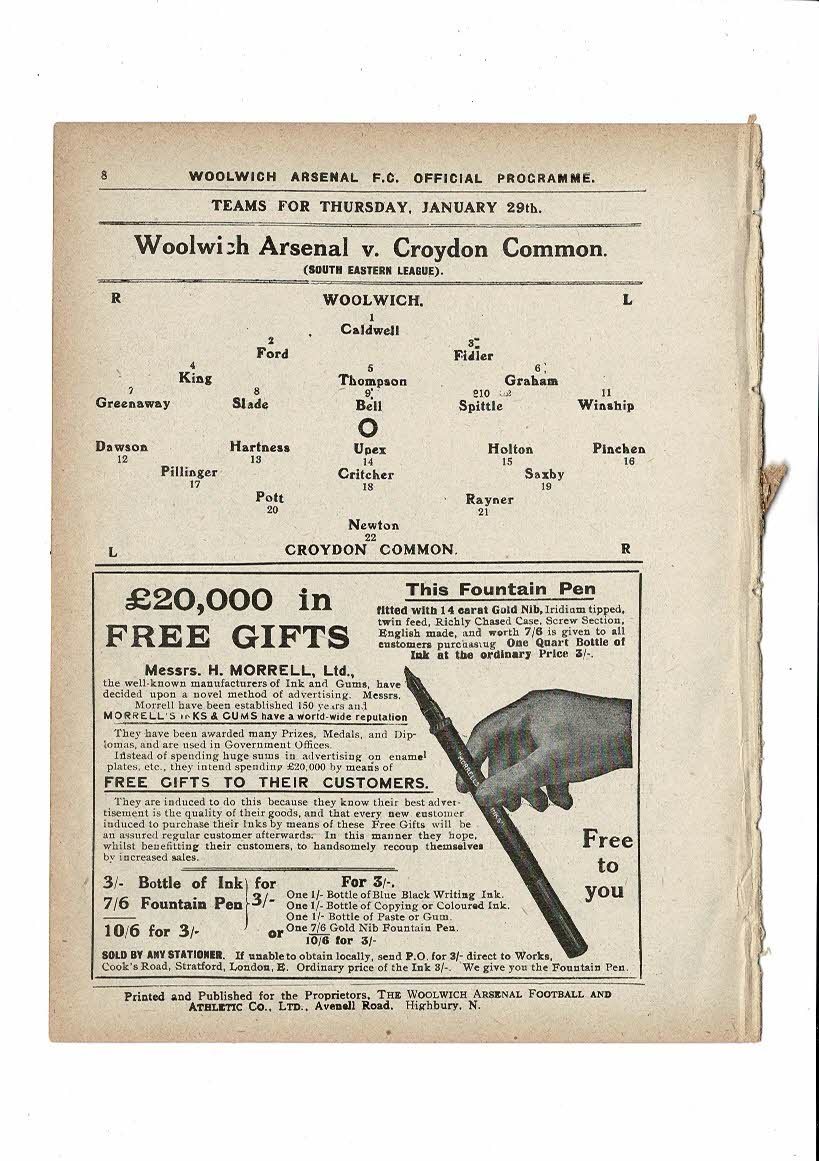 8 WOOLWICH ARSENAL F.C. OFFICIAL PROGRAMME.
TEAMS FOR THURSDAY, JANUARY 29th.
Woolwich Arsenal v. Croydon Common.
(SOUTH EASTERN LEAGUE).
R WOOLWICH. L
1
Caldwell
2 3
Ford Fidler
4 5 6
King Thompson Graham
7 8 9 10 11
Greenaway Slade Bell Spittle Winship
O
Dawson Hartness Upex Holton Pinchen
12 13 14 15 16
Pillinger Critcher Saxby
17 18 19
Pott Rayner
20 21
Newton
22
L CROYDON COMMON. R
£20,000 in
FREE GIFTS
Messrs. H. MORRELL, Ltd.,
the well-known manufacturers of Ink and Gums, have
decided upon a novel method of advertising. Messrs.
Morrell have been established 150 years and
MORRELL'S INKS & GUMS have a world-wide reputation
They have been awarded many Prizes, Medals, and Dip-
lomas, and are used in Government Offices.
Instead of spending huge sums in advertising on enamel
plates, etc., they intend spending £20,000 by means of
FREE GIFTS TO THEIR CUSTOMERS.
They are induced to do this because they know their best adver-
tisement is the quality of their goods, and that every new customer
induced to purchase their Inks by means of these Free Gifts will be
an assured regular customer afterwards. In this manner they hope,
whilst benefitting their customers, to handsomely recoup themselves
by increased sales.
This Fountain Pen
fitted with 14 carat Gold Nib, Iridium tipped,
twin feed, Richly Chased Case, Screw Section,
English made, and worth 7/6 is given to all
customers purchasing One Quart Bottle of
Ink at the ordinary Price 3/-.
MORRELL'S INKS
Free
to
you
3/- Bottle of Ink
7/6 Fountain Pen
10/6 for 3/-
for
3/-
or
For 3/-.
One 1/- Bottle of Blue Black Writing Ink.
One 1/- Bottle of Copying or Coloured Ink.
One 1/- Bottle of Paste or Gum.
One 7/6 Gold Nib Fountain Pen.
10/6 for 3/-
SOLD BY ANY STATIONER. If unable to obtain locally, send P.O. for 3/- direct to Works,
Cook's Road, Stratford, London, E. Ordinary price of the Ink 3/-. We give you the Fountain Pen.
Printed and Published for the Proprietors, THE WOOLWICH ARSENAL FOOTBALL AND
ATHLETIC CO., LTD., Avenell Road, Highbury, N.